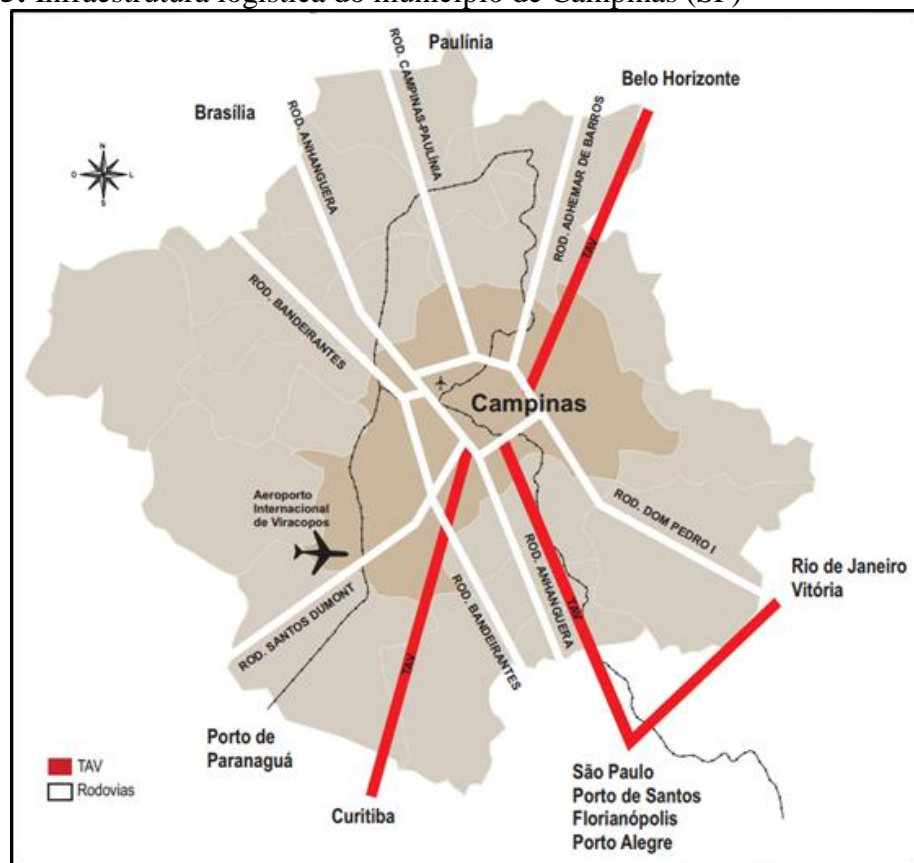 5. Infraestrutura logística do município de Campinas (SP)
Paulínia
Belo Horizonte
Brasília
ROD. CAMPINAS-PAULÍNIA
ROD. ANHANGUERA
ROD. ADHEMAR DE BARROS
N
O
L
S
TAV
ROD. BANDEIRANTES
Campinas
Aeroporto
Internacional
de Viracopos
ROD. DOM PEDRO I
Rio de Janeiro
Vitória
ROD. SANTOS DUMONT
ROD. BANDEIRANTES
ROD. ANHANGUERA
TAV
TAV
Porto de
Paranaguá
TAV
Rodovias
Curitiba
São Paulo
Porto de Santos
Florianópolis
Porto Alegre